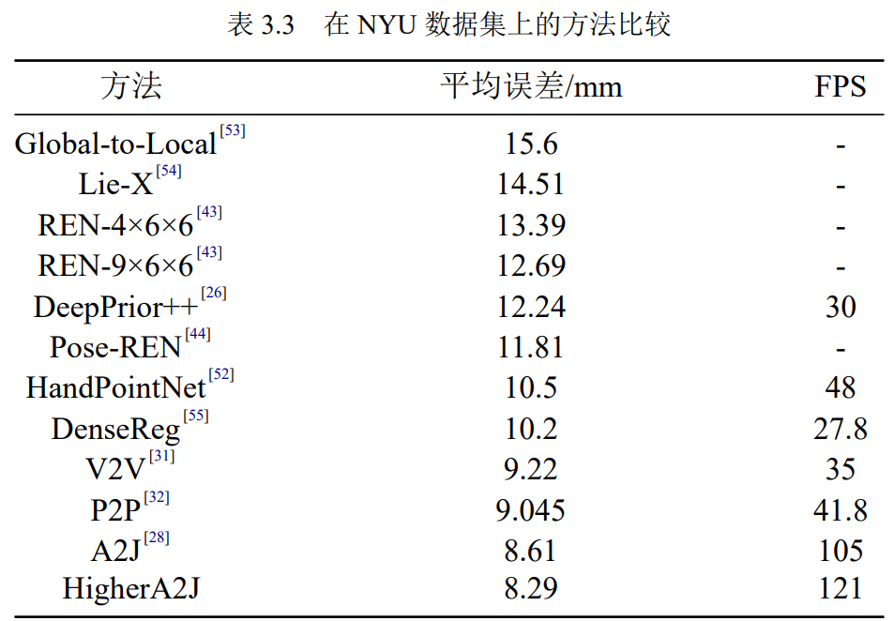 表 3.3 在 NYU 数据集上的方法比较
方法 平均误差/mm FPS
Global-to-Local[53] 15.6 -
Lie-X[54] 14.51 -
REN-4×6×6[43] 13.39 -
REN-9×6×6[43] 12.69 -
DeepPrior++[26] 12.24 30
Pose-REN[44] 11.81 -
HandPointNet[52] 10.5 48
DenseReg[55] 10.2 27.8
V2V[31] 9.22 35
P2P[32] 9.045 41.8
A2J[28] 8.61 105
HigherA2J 8.29 121